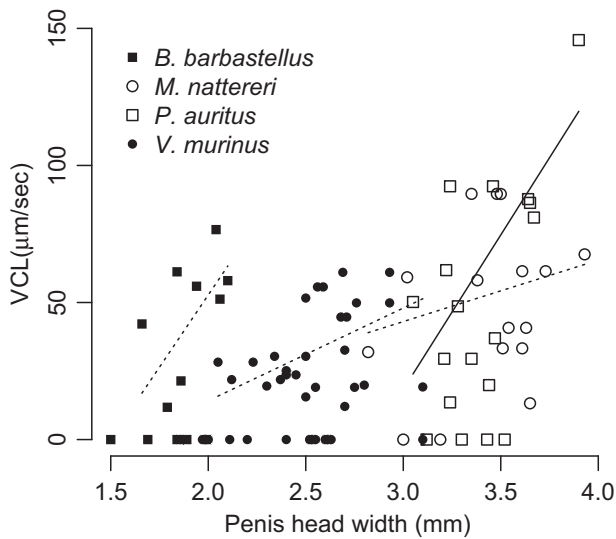 150
100
50
0
VCL(μm/sec)
B. barbastellus
M. nattereri
P. auritus
V. murinus
1.5 2.0 2.5 3.0 3.5 4.0
Penis head width (mm)